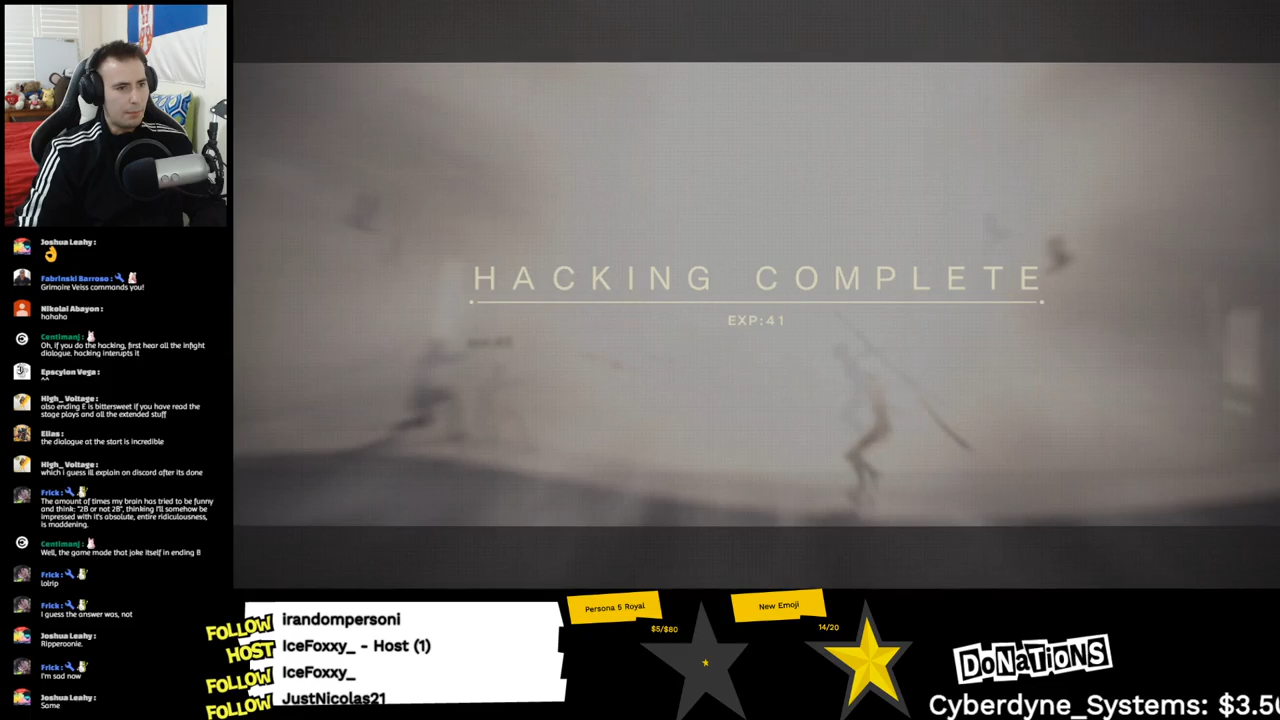 Joshua Leahy :
Fabrinski Barroso :
Grimoire Veiss commands you!
Nikolai Abayon :
hahaha
Centimanj :
Oh, if you do the hacking, first hear all the infight
dialogue. hacking interupts it
Epscylon Vega :
^^
High_Voltage :
also ending E is bittersweet if you have read the
stage plays and all the extended stuff
Elias :
the dialogue at the start is incredible
High_Voltage :
which i guess ill explain on discord after its done
Frick :
The amount of times my brain has tried to be funny
and think: "2B or not 2B", thinking I'll somehow be
impressed with it's absolute, entire ridiculousness,
is maddening.
Centimanj :
Well, the game made that joke itself in ending B
Frick :
lolrip
Frick :
I guess the answer was, not
Joshua Leahy :
Ripperoonie.
Frick :
I'm sad now
Joshua Leahy :
Same
HACKING COMPLETE
EXP:41
FOLLOW irandompersoni
HOST IceFoxxy_ - Host (1)
FOLLOW IceFoxxy_
FOLLOW JustNicolas21
Persona 5 Royal
$5/$80
New Emoji
14/20
DONATIONS
Cyberdyne_Systems: $3.50